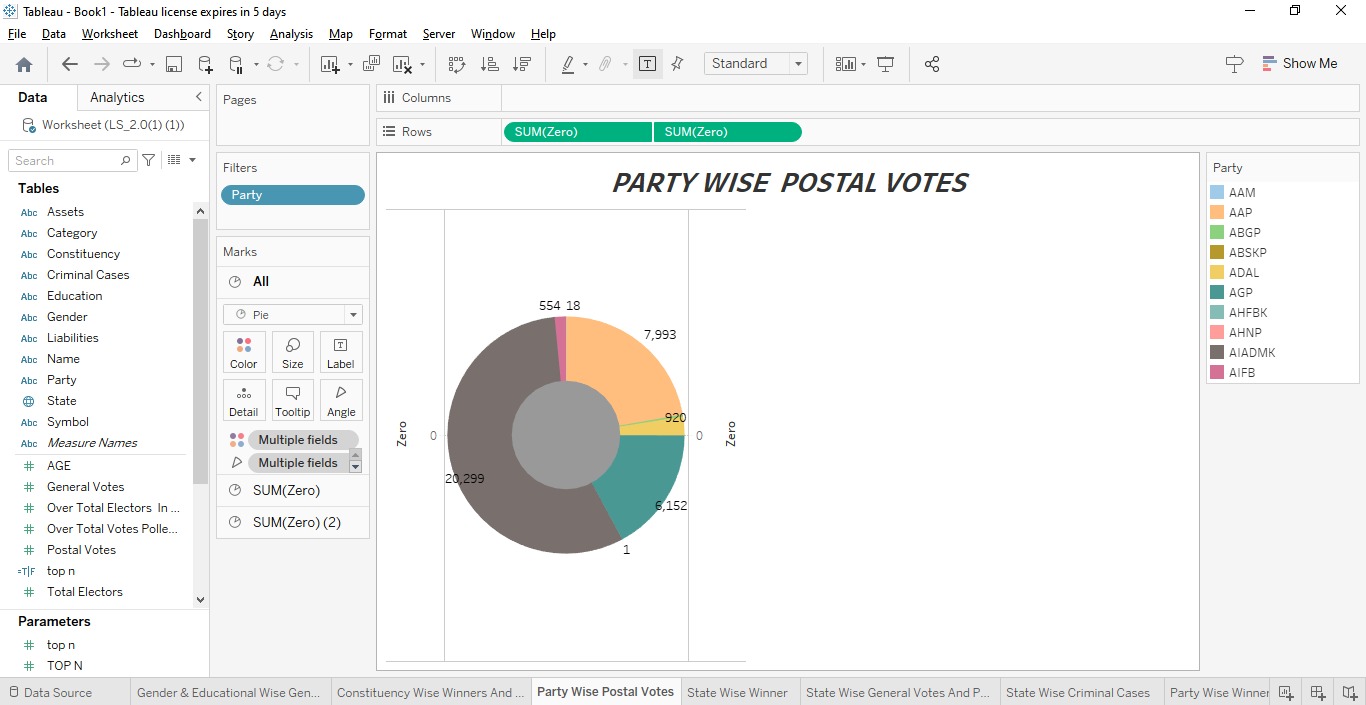 Tableau - Book1 - Tableau license expires in 5 days
File Data Worksheet Dashboard Story Analysis Map Format Server Window Help
Standard
Show Me
Data Analytics
Worksheet (LS_2.0(1) (1))
Search
Tables
Abc Assets
Abc Category
Abc Constituency
Abc Criminal Cases
Abc Education
Abc Gender
Abc Liabilities
Abc Name
Abc Party
State
Abc Symbol
Abc Measure Names
# AGE
# General Votes
# Over Total Electors In ...
# Over Total Votes Polle...
# Postal Votes
=T|F top n
# Total Electors
Parameters
# top n
# TOP N
Pages
Filters
Party
Marks
All
Pie
Color Size Label
Detail Tooltip Angle
Multiple fields
Multiple fields
SUM(Zero)
SUM(Zero) (2)
Columns
Rows SUM(Zero) SUM(Zero)
PARTY WISE POSTAL VOTES
554 18
7,993
920
Zero 0 0 Zero
20,299
6,152
1
Party
AAM
AAP
ABGP
ABSKP
ADAL
AGP
AHFBK
AHNP
AIADMK
AIFB
Data Source Gender & Educational Wise Gen... Constituency Wise Winners And ... Party Wise Postal Votes State Wise Winner State Wise General Votes And P... State Wise Criminal Cases Party Wise Winner